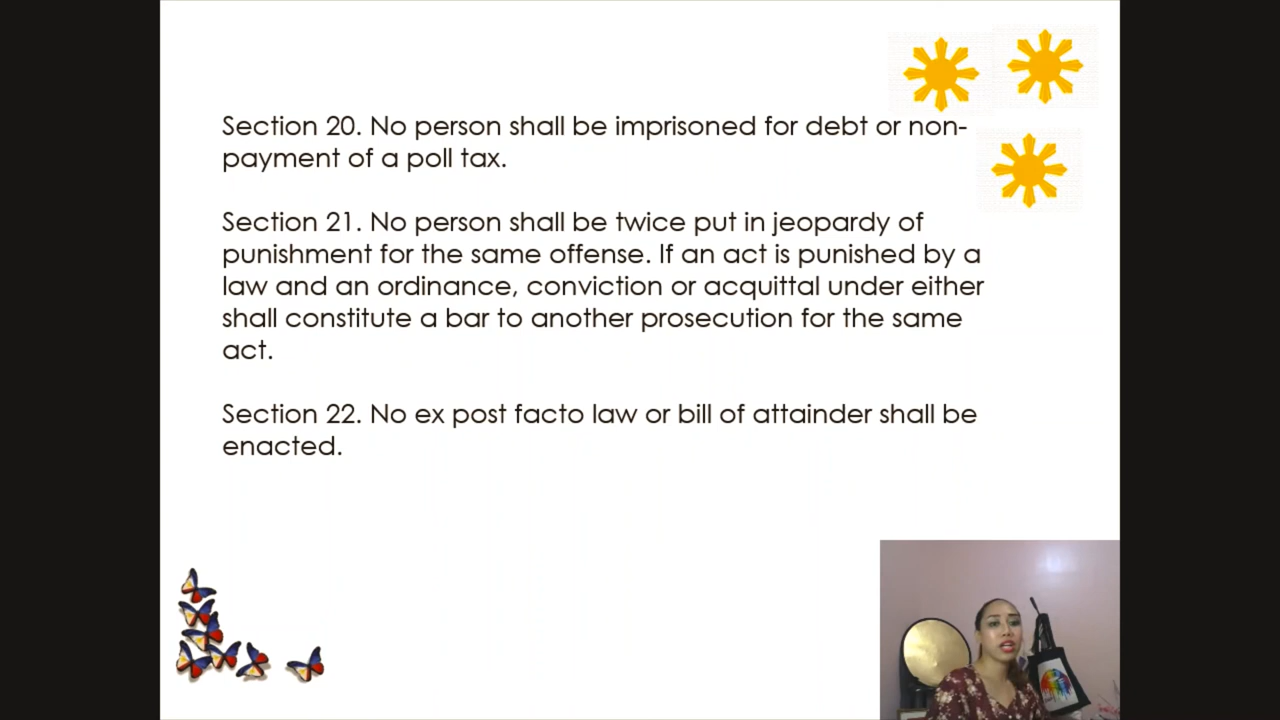 Section 20. No person shall be imprisoned for debt or non-
payment of a poll tax.
Section 21. No person shall be twice put in jeopardy of
punishment for the same offense. If an act is punished by a
law and an ordinance, conviction or acquittal under either
shall constitute a bar to another prosecution for the same
act.
Section 22. No ex post facto law or bill of attainder shall be
enacted.